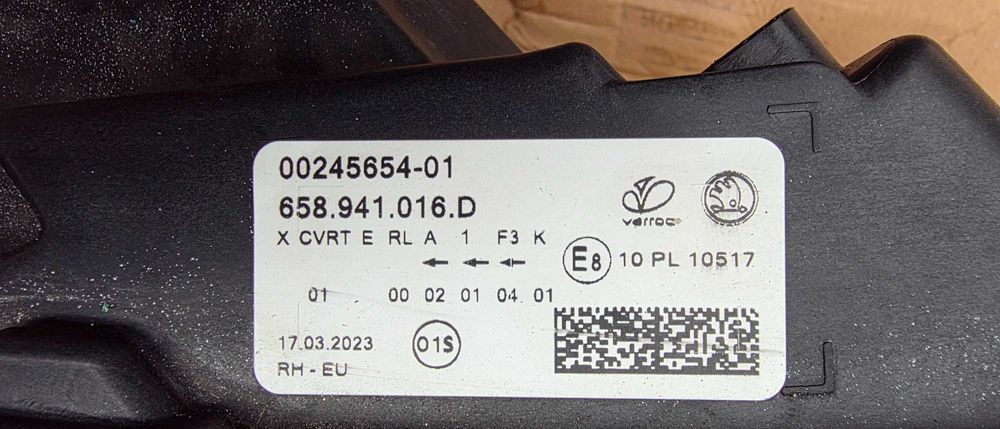 00245654-01
658.941.016.D
varroc
X CVRT E RL A 1 F3 K
← ← ←
E8 10 PL 10517
01 00 02 01 04 01
17.03.2023
01S
RH - EU